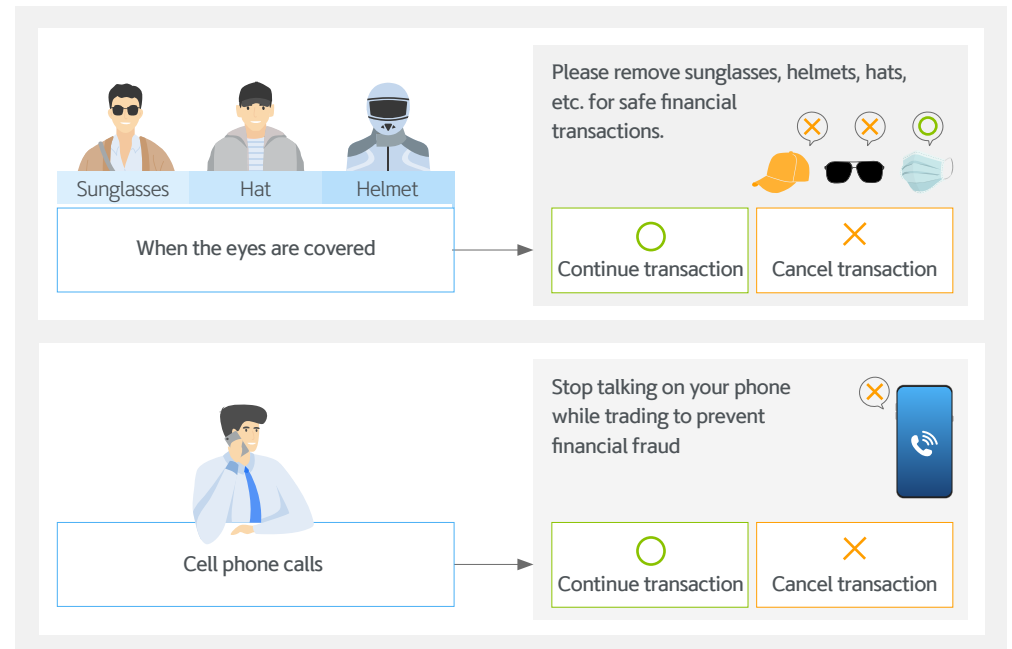 Sunglasses
Hat
Helmet
When the eyes are covered
Please remove sunglasses, helmets, hats,
etc. for safe financial
transactions.
Continue transaction
Cancel transaction
Cell phone calls
Stop talking on your phone
while trading to prevent
financial fraud
Continue transaction
Cancel transaction